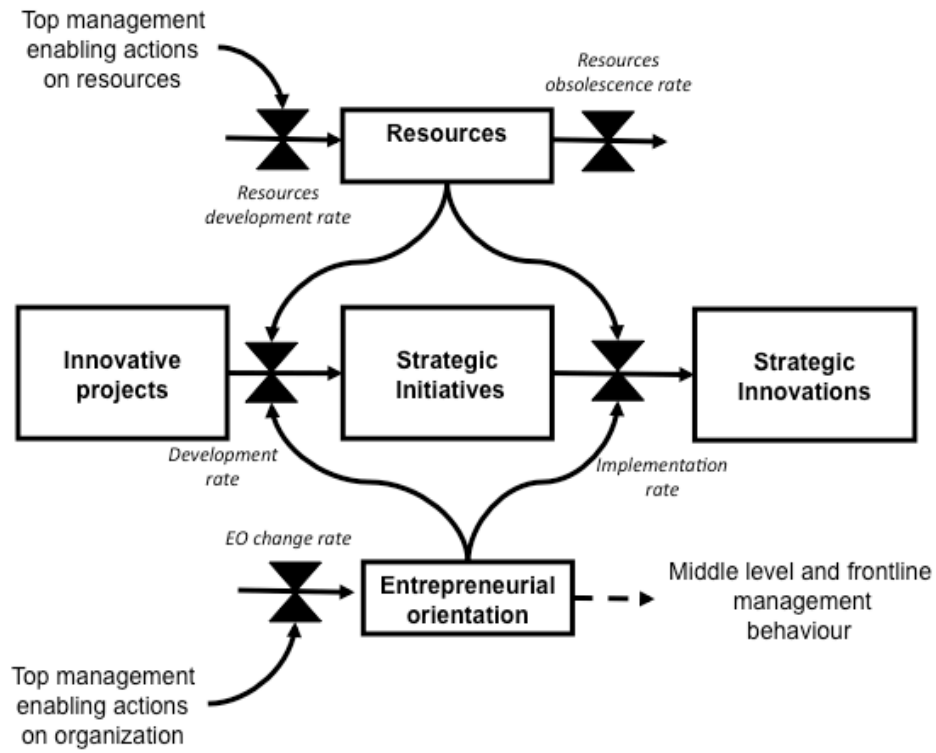 Top management
enabling actions
on resources
Resources
obsolescence rate
Resources
Resources
development rate
Innovative
projects
Strategic
Initiatives
Strategic
Innovations
Development
rate
Implementation
rate
EO change rate
Entrepreneurial
orientation
Middle level and frontline
management
behaviour
Top management
enabling actions
on organization